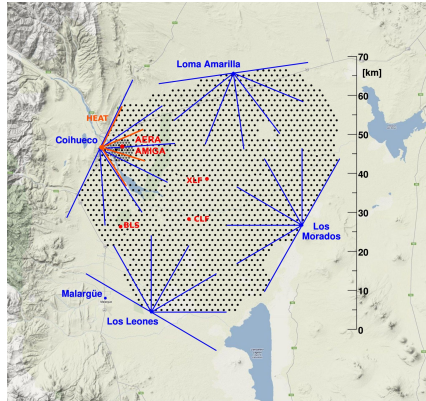 70
Loma Amarilla
[km]
60
HEAT
50
AERA
Coihueco
AMIGA
40
XLF
30
BLS
CLF
Los
Morados
20
Malargüe
10
Los Leones
0